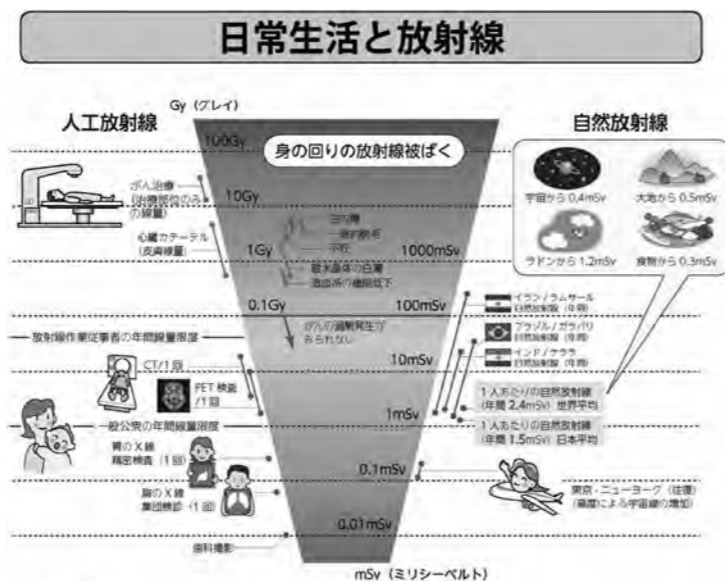 日常生活と放射線
Gy（グレイ）
人工放射線
自然放射線
身の回りの放射線被ばく
100Gy
10Gy
1Gy
1000mSv
0.1Gy
100mSv
10mSv
1mSv
0.1mSv
0.01mSv
mSv（ミリシーベルト）
がん治療
（治療部位のみ
の線量）
心臓カテーテル
（皮膚線量）
一時的脱毛
不妊
眼水晶体の白濁
造血系の機能低下
がんの過剰発生が
みられない
放射線作業従事者の年間線量限度
CT/1回
PET検査
/1回
一般公衆の年間線量限度
胃のX線
精密検査（1回）
胸のX線
集団検診（1回）
歯科撮影
宇宙から 0.4mSv
大地から 0.5mSv
ラドンから 1.2mSv
食物から 0.3mSv
イラン/ラムサール
自然放射線（年間）
ブラジル/ガラパリ
自然放射線（年間）
インド/ケララ
自然放射線（年間）
1人あたりの自然放射線
（年間2.4mSv）世界平均
1人あたりの自然放射線
（年間1.5mSv）日本平均
東京-ニューヨーク（往復）
（高度による宇宙線の増加）